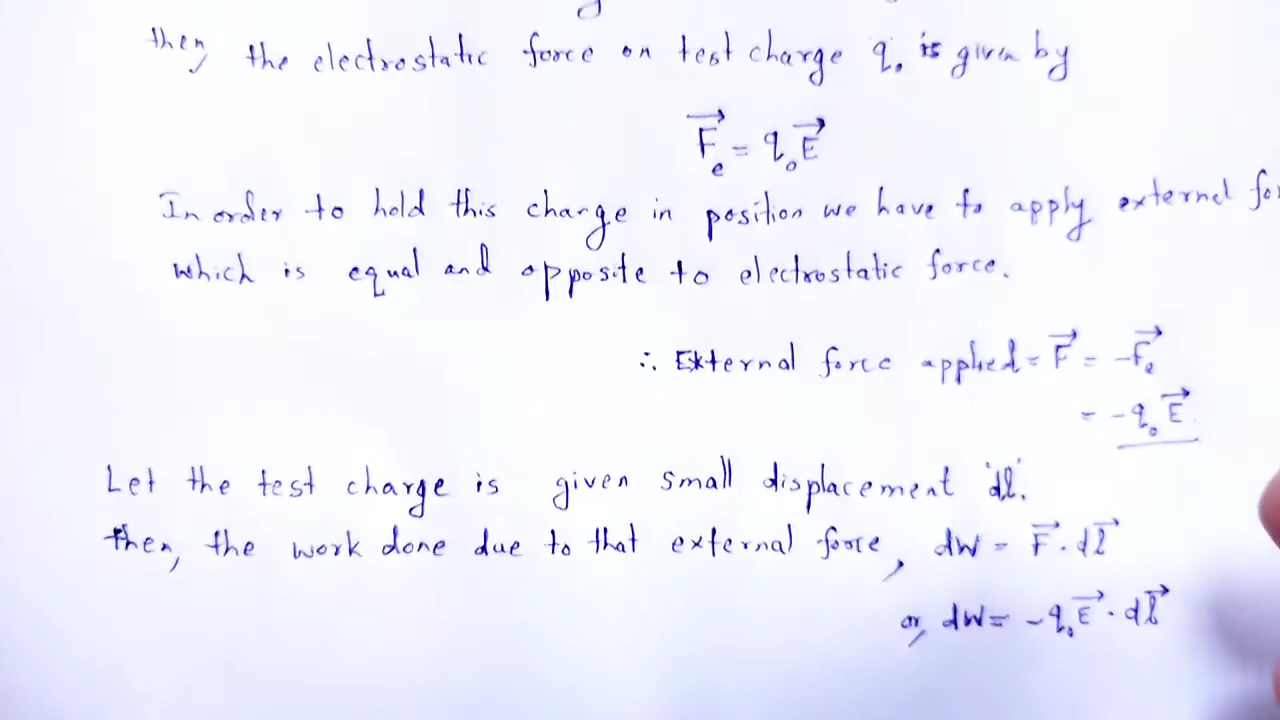 then, the electrostatic force on test charge q₀ is given by
F⃗e = q₀E⃗
In order to hold this charge in position we have to apply external
which is equal and opposite to electrostatic force.
∴ External force applied = F⃗ = -F⃗e
= -q₀E⃗
Let the test charge is given small displacement 'dl'.
then, the work done due to that external force, dW = F⃗ · dl⃗
or, dW = -q₀E⃗ · dl⃗